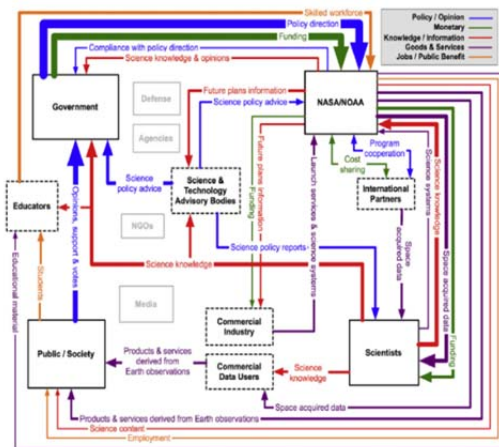 Skilled workforce
Policy direction
Funding
Policy / Opinion
Monetary
Knowledge / Information
Goods & Services
Jobs / Public Benefit
Compliance with policy direction
Science knowledge & opinions
Government
Defense
Agencies
Future plans information
Science policy advice
NASA/NOAA
Program
cooperation
Cost
sharing
International
Partners
Science knowledge
Science systems
Science
policy advice
Science &
Technology
Advisory Bodies
Educators
NGOs
Opinions, support & votes
Funding
Future plans information
Launch services & science systems
Science policy reports
Space
acquired data
Space acquired data
Funding
Science knowledge
Educational material
Students
Media
Commercial
Industry
Scientists
Public / Society
Products & services
derived from
Earth observations
Commercial
Data Users
Science
knowledge
Space acquired data
Products & services derived from Earth observations
Science content
Employment